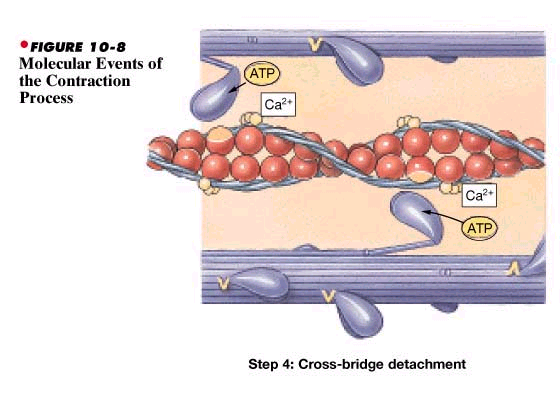 •FIGURE 10-8
Molecular Events of
the Contraction
Process
ATP
Ca2+
Ca2+
ATP
Step 4: Cross-bridge detachment